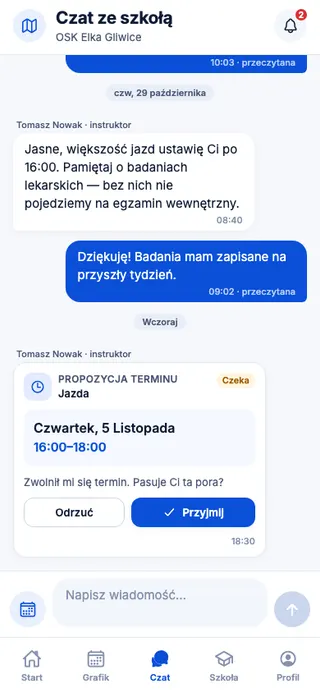 Czat ze szkołą
OSK Elka Gliwice
2
10:03 · przeczytana
czw, 29 października
Tomasz Nowak · instruktor
Jasne, większość jazd ustawię Ci po
16:00. Pamiętaj o badaniach
lekarskich — bez nich nie
pojedziemy na egzamin wewnętrzny.
08:40
Dziękuję! Badania mam zapisane na
przyszły tydzień.
09:02 · przeczytana
Wczoraj
Tomasz Nowak · instruktor
PROPOZYCJA TERMINU
Jazda
Czeka
Czwartek, 5 Listopada
16:00–18:00
Zwolnił mi się termin. Pasuje Ci ta pora?
Odrzuć
Przyjmij
18:30
Napisz wiadomość...
Start
Grafik
Czat
Szkoła
Profil